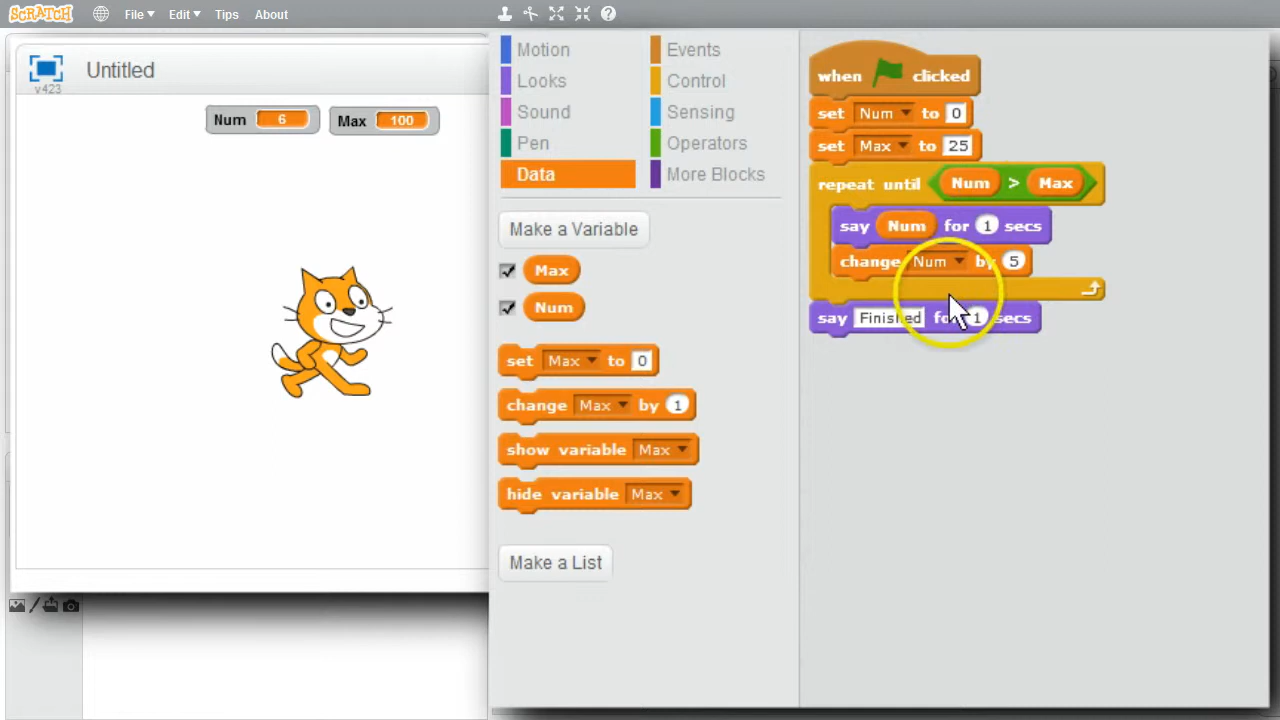 SCRATCH File Edit Tips About
Untitled
v423
Num 6 Max 100
Motion Events
Looks Control
Sound Sensing
Pen Operators
Data More Blocks
Make a Variable
Max
Num
set Max to 0
change Max by 1
show variable Max
hide variable Max
Make a List
when clicked
set Num to 0
set Max to 25
repeat until Num > Max
say Num for 1 secs
change Num by 5
say Finished for 1 secs